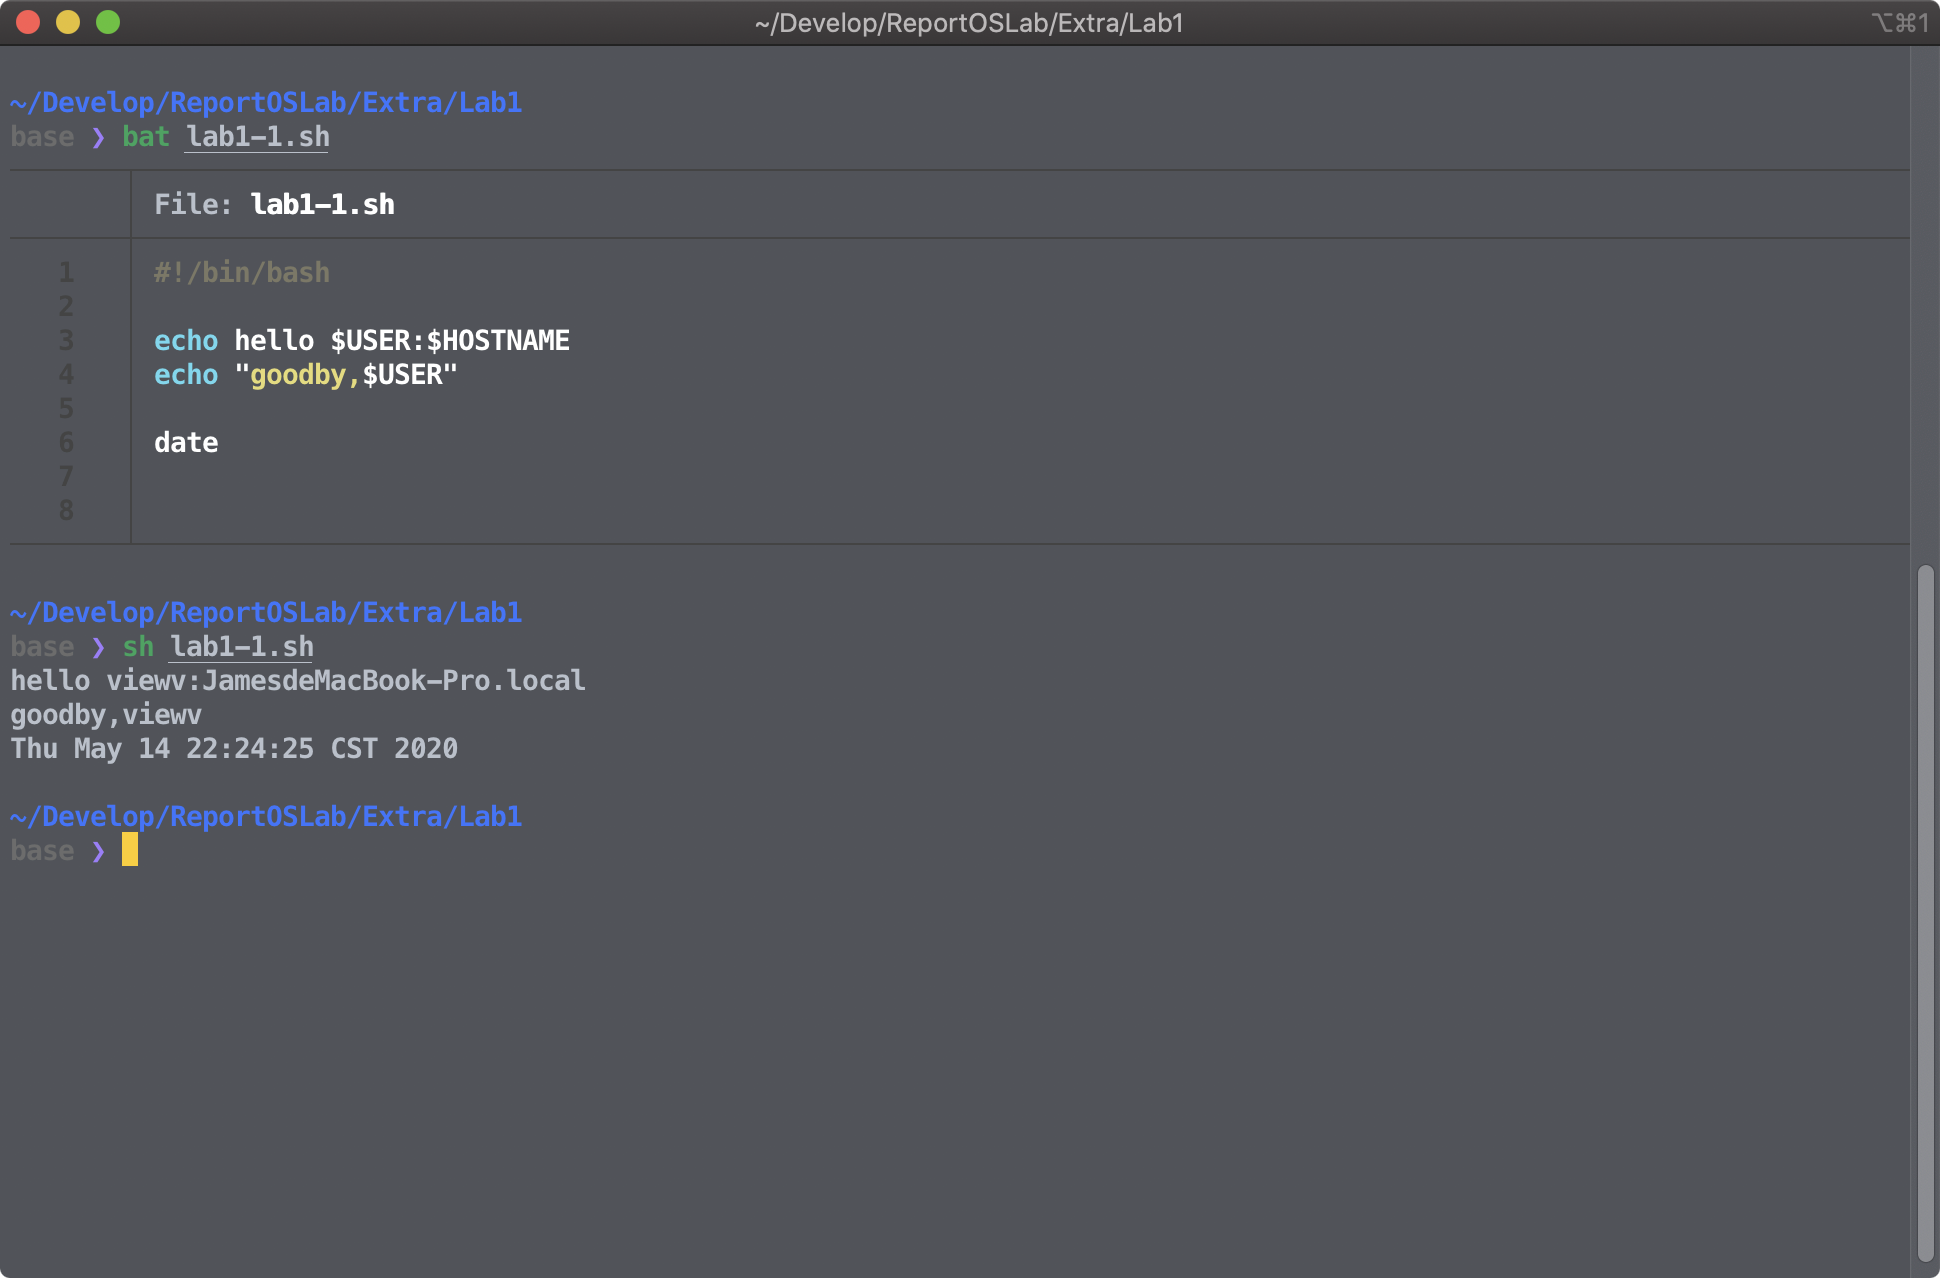 ~/Develop/ReportOSLab/Extra/Lab1 ⌥⌘1
~/Develop/ReportOSLab/Extra/Lab1
base ❯ bat lab1-1.sh
File: lab1-1.sh
1 #!/bin/bash
2
3 echo hello $USER:$HOSTNAME
4 echo "goodby,$USER"
5
6 date
7
8
~/Develop/ReportOSLab/Extra/Lab1
base ❯ sh lab1-1.sh
hello viewv:JamesdeMacBook-Pro.local
goodby,viewv
Thu May 14 22:24:25 CST 2020
~/Develop/ReportOSLab/Extra/Lab1
base ❯